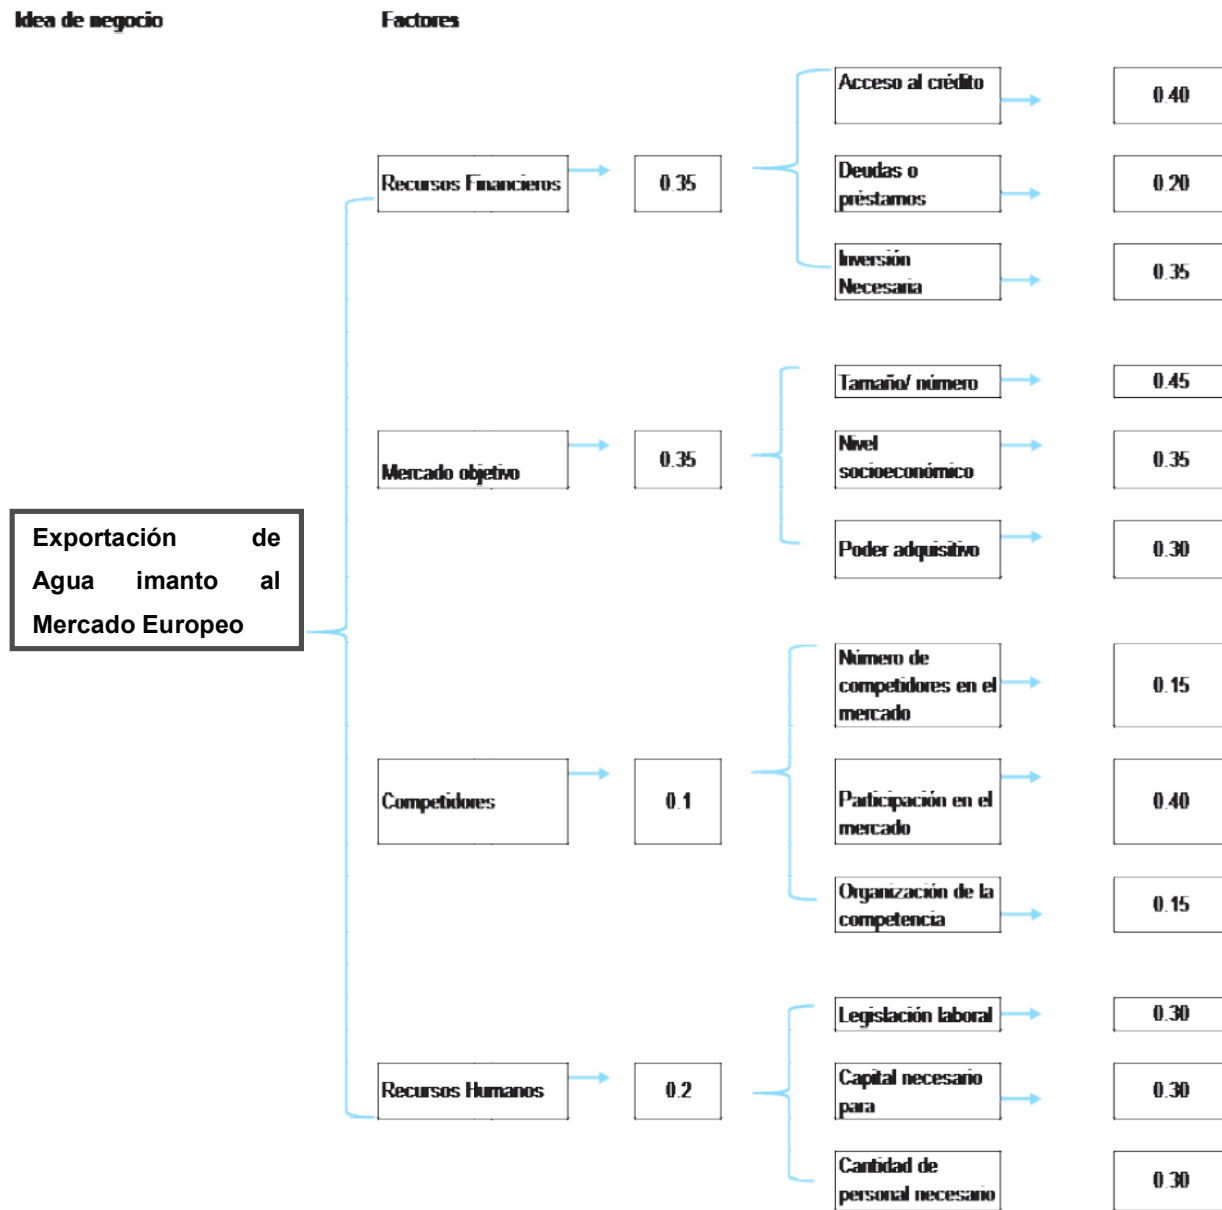 Idea de negocio
Factores
Acceso al crédito
0.40
Recursos Financieros
0.35
Deudas o
préstamos
0.20
Inversión
Necesaria
0.35
Tamaño/ número
0.45
Mercado objetivo
0.35
Nivel
socioeconómico
0.35
Poder adquisitivo
0.30
Exportación de
Agua imanto al
Mercado Europeo
Número de
competidores en el
mercado
0.15
Competidores
0.1
Participación en el
mercado
0.40
Organización de la
competencia
0.15
Legislación laboral
0.30
Recursos Humanos
0.2
Capital necesario
para
0.30
Cantidad de
personal necesario
0.30